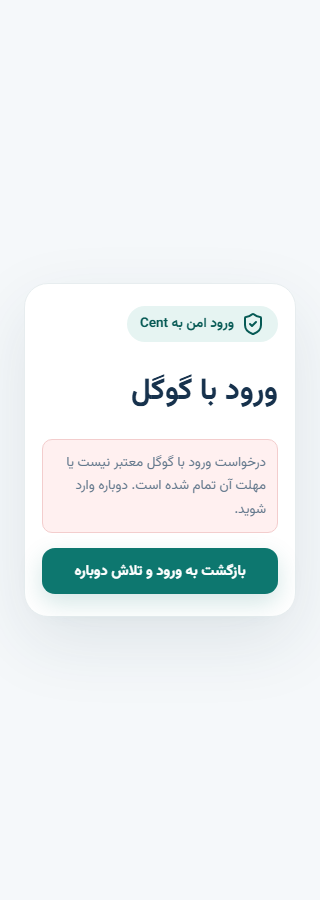 ورود امن به Cent
ورود با گوگل
درخواست ورود با گوگل معتبر نیست یا
مهلت آن تمام شده است. دوباره وارد
شوید.
بازگشت به ورود و تلاش دوباره